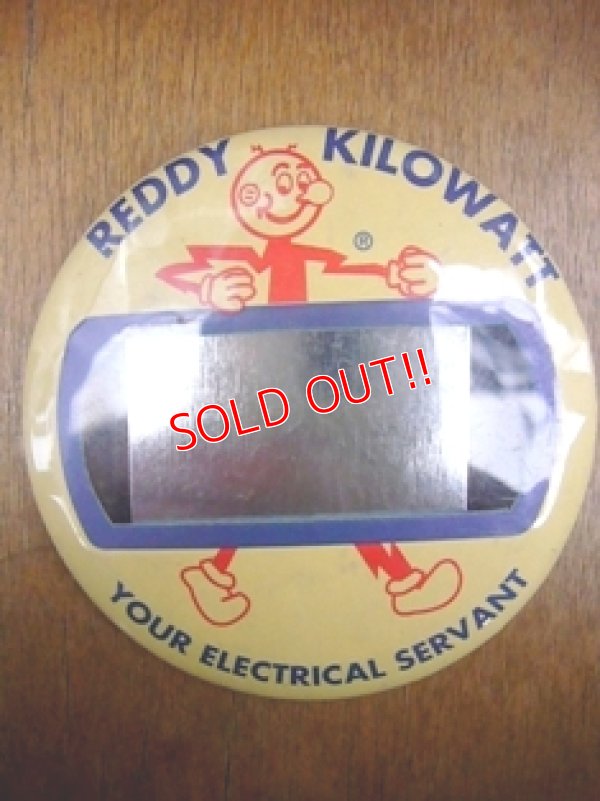 REDDY KILOWATT
®
SOLD OUT!!
YOUR ELECTRICAL SERVANT